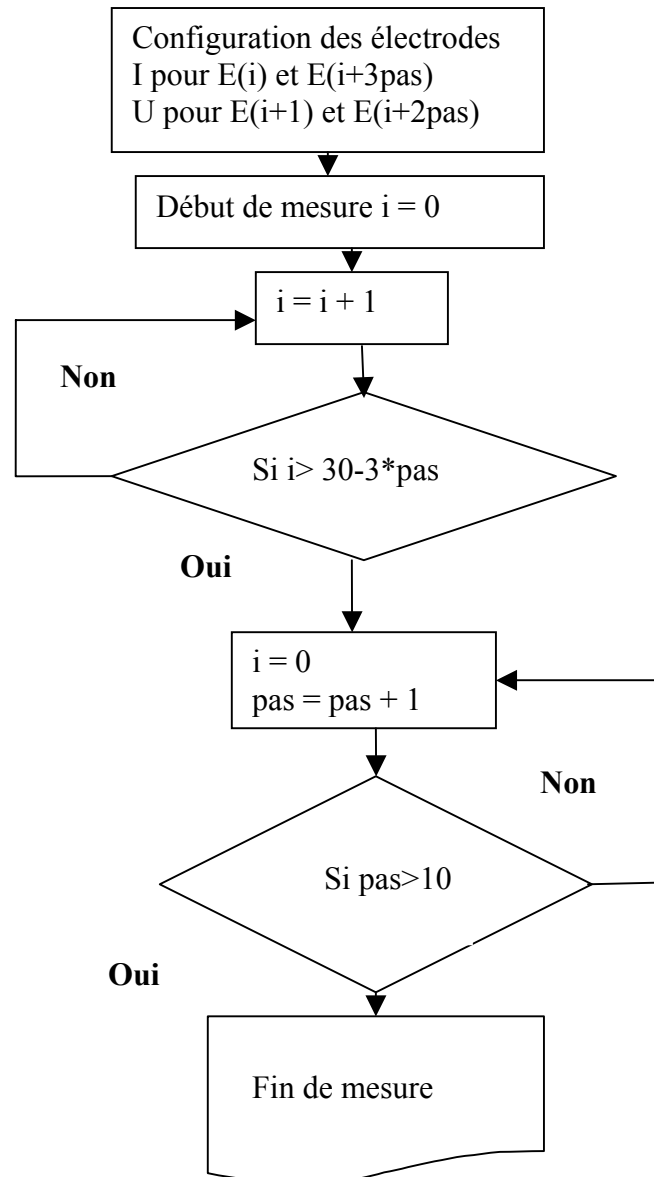 Configuration des électrodes
I pour E(i) et E(i+3pas)
U pour E(i+1) et E(i+2pas)
Début de mesure i = 0
i = i + 1
Non
Si i> 30-3*pas
Oui
i = 0
pas = pas + 1
Non
Si pas>10
Oui
Fin de mesure